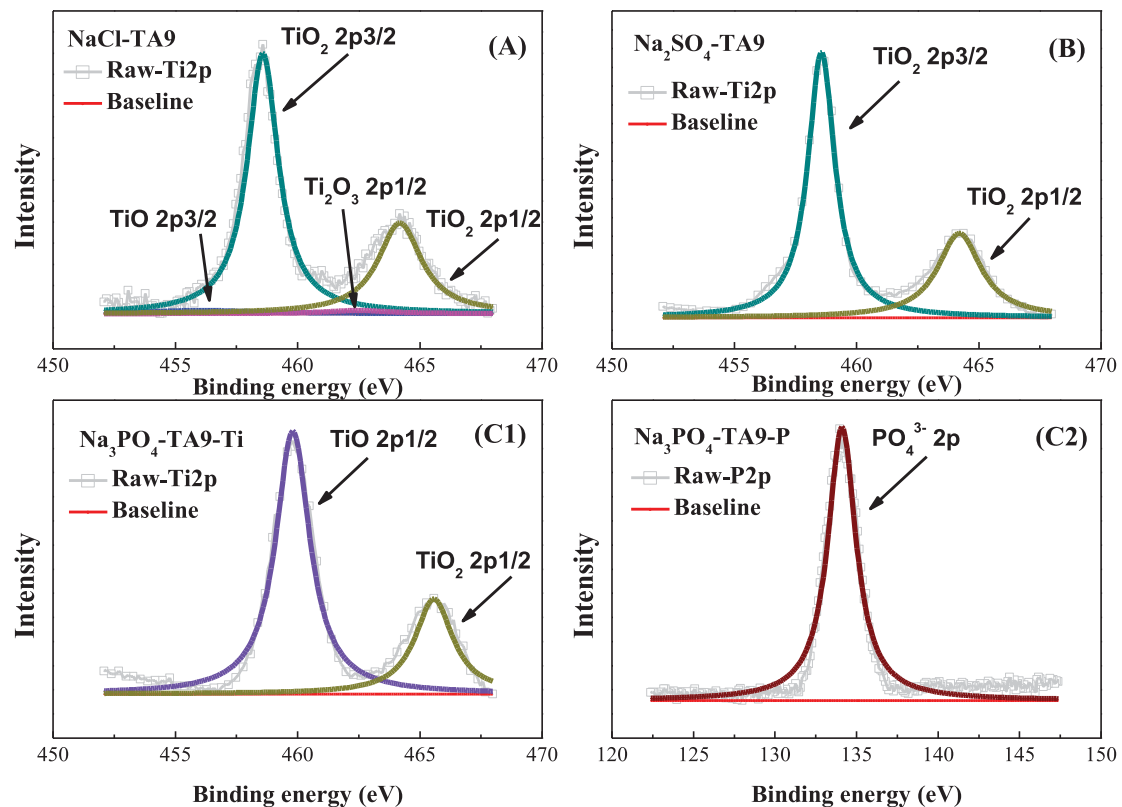 NaCl-TA9
Raw-Ti2p
Baseline
TiO₂ 2p3/2
(A)
TiO 2p3/2
Ti₂O₃ 2p1/2
TiO₂ 2p1/2
Intensity
450 455 460 465 470
Binding energy (eV)
Na₂SO₄-TA9
Raw-Ti2p
Baseline
TiO₂ 2p3/2
(B)
TiO₂ 2p1/2
Intensity
450 455 460 465 470
Binding energy (eV)
Na₃PO₄-TA9-Ti
Raw-Ti2p
Baseline
TiO 2p1/2
(C1)
TiO₂ 2p1/2
Intensity
450 455 460 465 470
Binding energy (eV)
Na₃PO₄-TA9-P
Raw-P2p
Baseline
PO₄³⁻ 2p
(C2)
Intensity
120 125 130 135 140 145 150
Binding energy (eV)